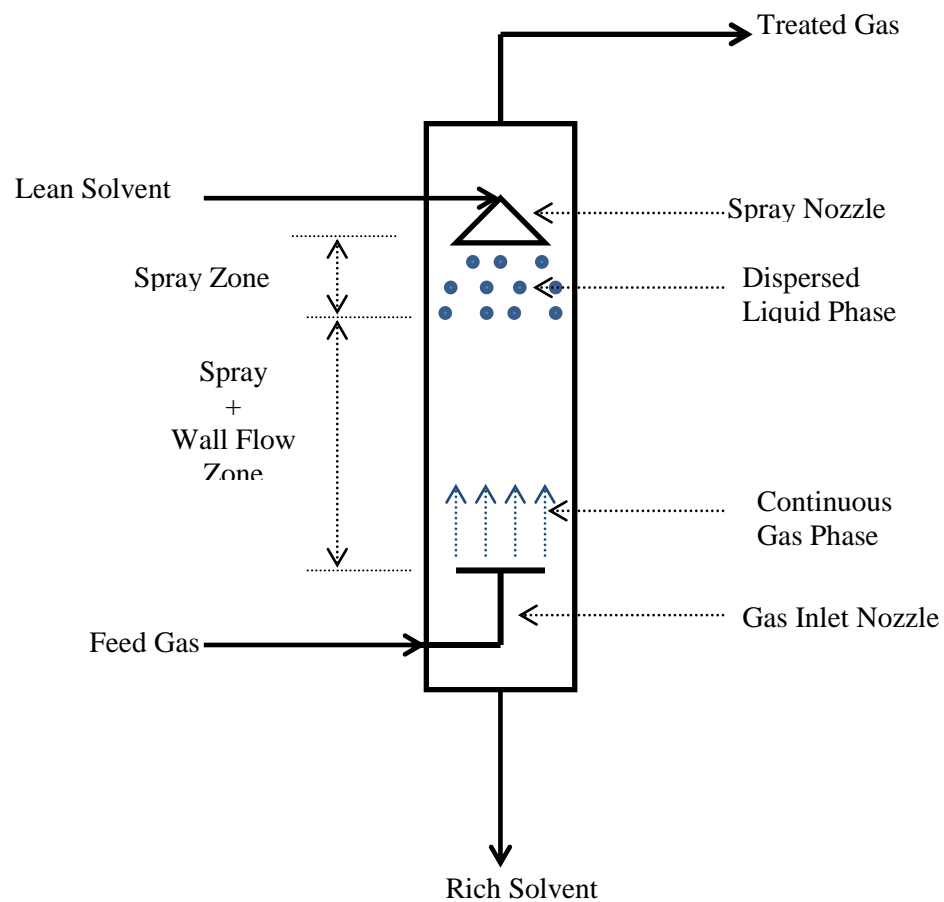 Treated Gas
Lean Solvent
Spray Nozzle
Spray Zone
Dispersed
Liquid Phase
Spray
+
Wall Flow
Zone
Continuous
Gas Phase
Gas Inlet Nozzle
Feed Gas
Rich Solvent